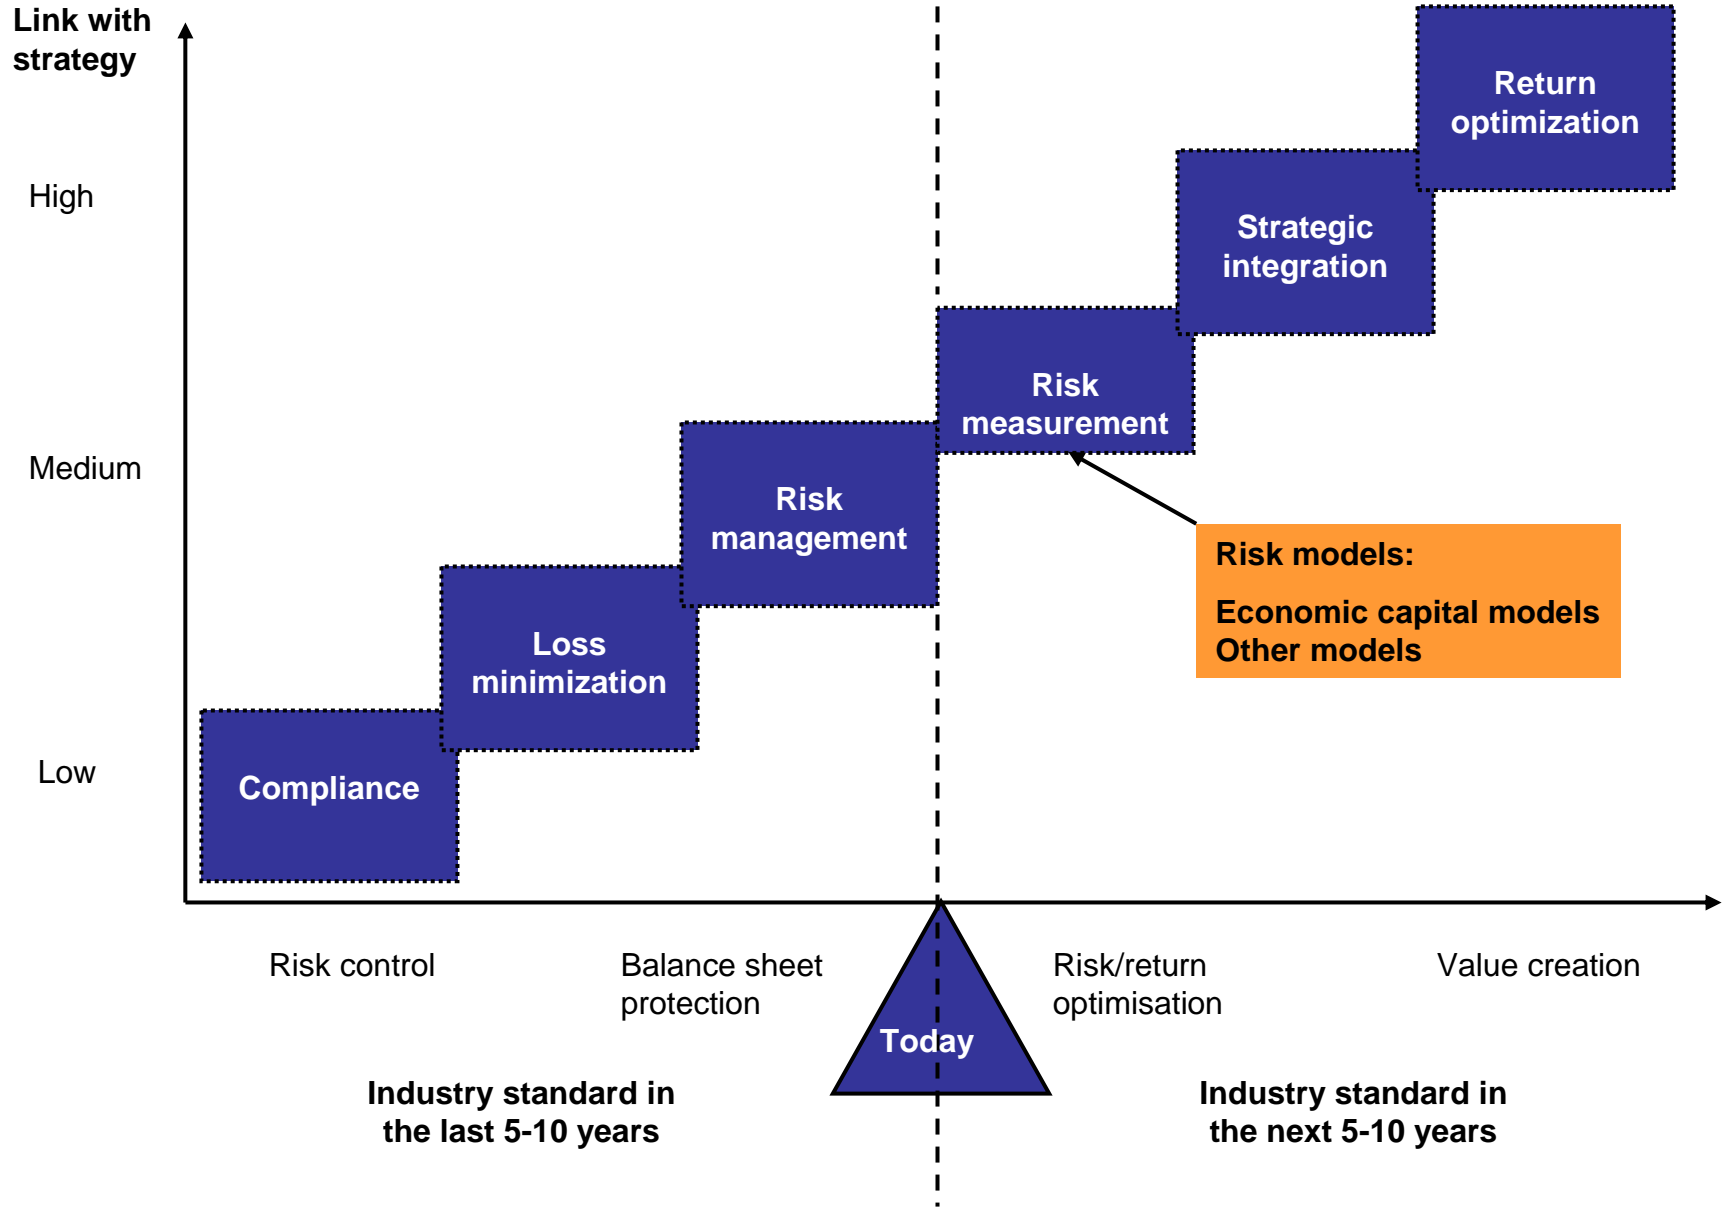 Link with
strategy
High
Medium
Low
Return
optimization
Strategic
integration
Risk
measurement
Risk
management
Loss
minimization
Compliance
Risk models:
Economic capital models
Other models
Risk control
Balance sheet
protection
Risk/return
optimisation
Value creation
Today
Industry standard in
the last 5-10 years
Industry standard in
the next 5-10 years